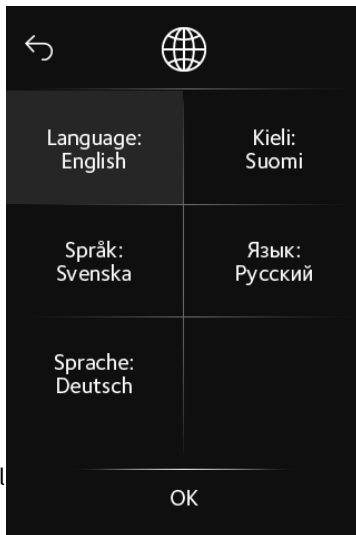 Language:
English
Kieli:
Suomi
Språk:
Svenska
Язык:
Русский
Sprache:
Deutsch
l
OK